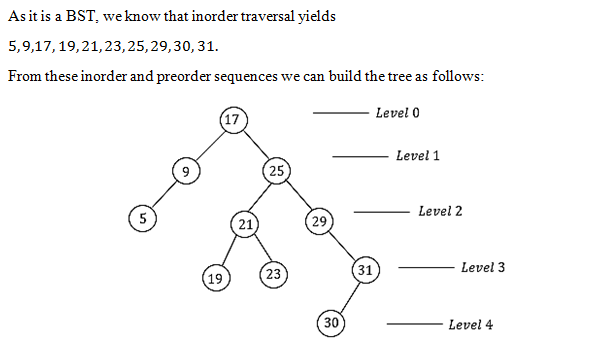 As it is a BST, we know that inorder traversal yields
5,9,17,19,21,23,25,29,30,31.
From these inorder and preorder sequences we can build the tree as follows:
17
Level 0
9
25
Level 1
5
21
29
Level 2
19
23
31
Level 3
30
Level 4